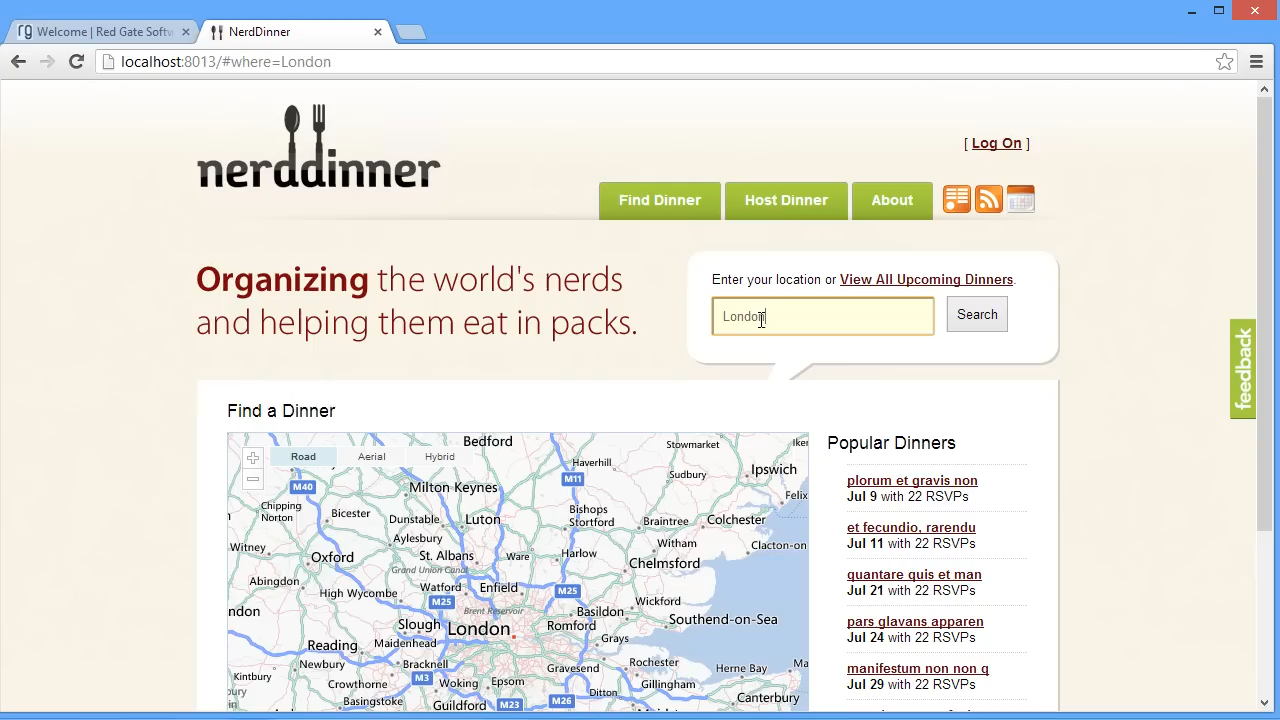 Welcome | Red Gate Softw
NerdDinner
localhost:8013/#where=London
nerddinner
[ Log On ]
Find Dinner
Host Dinner
About
Organizing the world's nerds
and helping them eat in packs.
Enter your location or View All Upcoming Dinners.
London
Search
feedback
Find a Dinner
Road
Aerial
Hybrid
Bedford
Stowmarket
Haverhill
M11
Sudbury
Ipswich
M40
Milton Keynes
Felix
Chipping
Norton
Bicester
Dunstable
Luton
Bishops
Stortford
Braintree
Colchester
Aylesbury
Witney
Oxford
St. Albans
Ware
Harlow
Witham
Clacton-on
Grand Union Canal
Chelmsford
Abingdon
High Wycombe
Watford
Enfield
M25
M25
Wickford
Brent Reservoir
Basildon
Slough
London
Romford
Southend-on-Sea
Reading
Maidenhead
Grays
Newbury
Bracknell
Gravesend
Rochester
Herne Bay
Kintbury
M3
Woking
Epsom
Gillingham
Basingstoke
Guildford
M23
Ditton
M26
Canterbury
Popular Dinners
plorum et gravis non
Jul 9 with 22 RSVPs
et fecundio, rarendu
Jul 11 with 22 RSVPs
quantare quis et man
Jul 21 with 22 RSVPs
pars glavans apparen
Jul 24 with 22 RSVPs
manifestum non non q
Jul 29 with 22 RSVPs